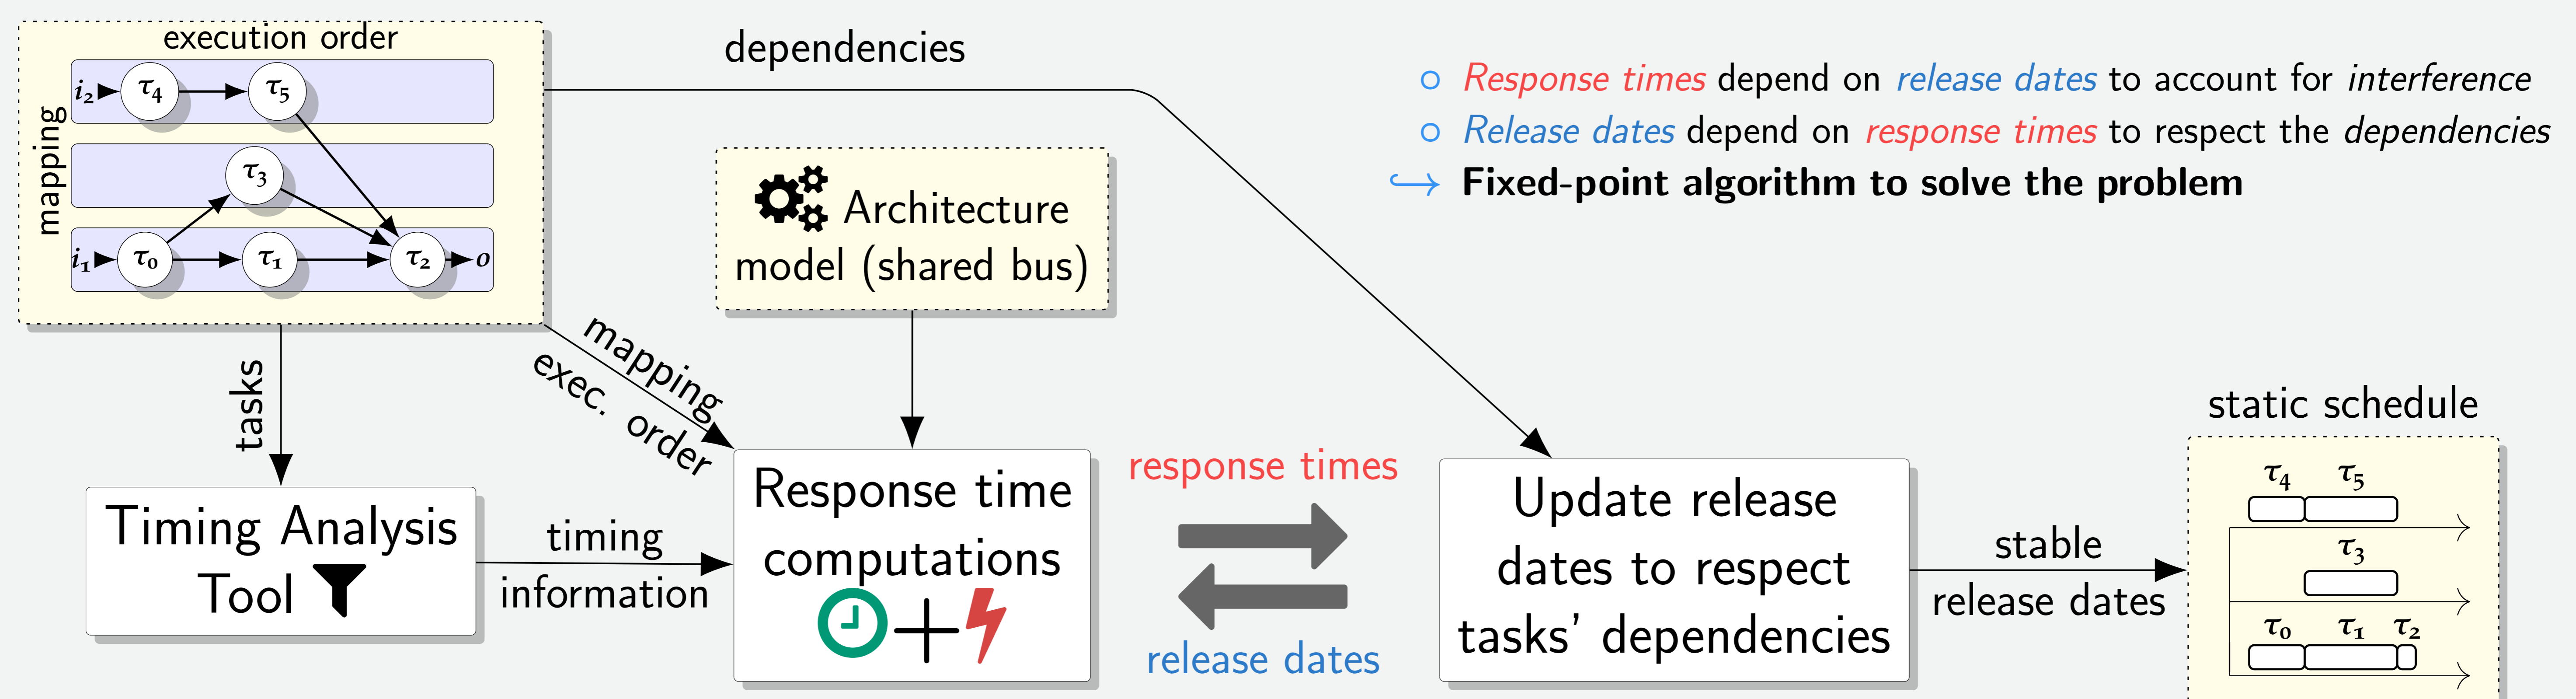 execution order
mapping
i₂ τ₄ τ₅
τ₃
i₁ τ₀ τ₁ τ₂ o
dependencies
○ Response times depend on release dates to account for interference
○ Release dates depend on response times to respect the dependencies
↪ Fixed-point algorithm to solve the problem
Architecture
model (shared bus)
tasks
mapping
exec. order
Timing Analysis
Tool
timing
information
Response time
computations
+
response times
release dates
Update release
dates to respect
tasks' dependencies
stable
release dates
static schedule
τ₄ τ₅
τ₃
τ₀ τ₁ τ₂